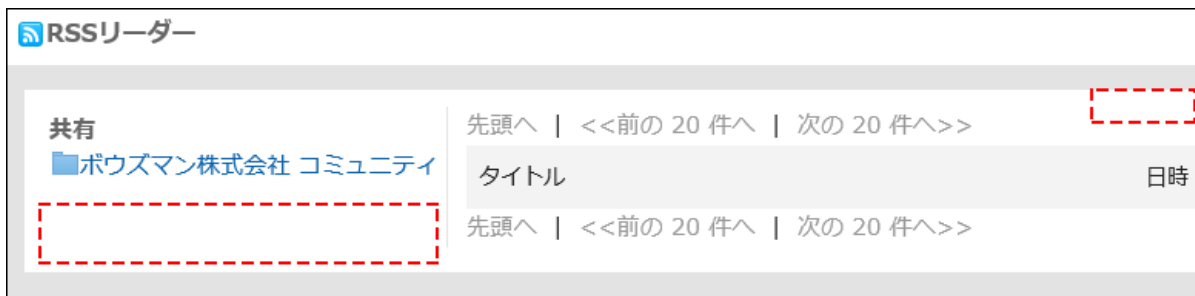 RSSリーダー
共有
ボウズマン株式会社 コミュニティ
先頭へ | <<前の 20 件へ | 次の 20 件へ>>
タイトル 日時
先頭へ | <<前の 20 件へ | 次の 20 件へ>>